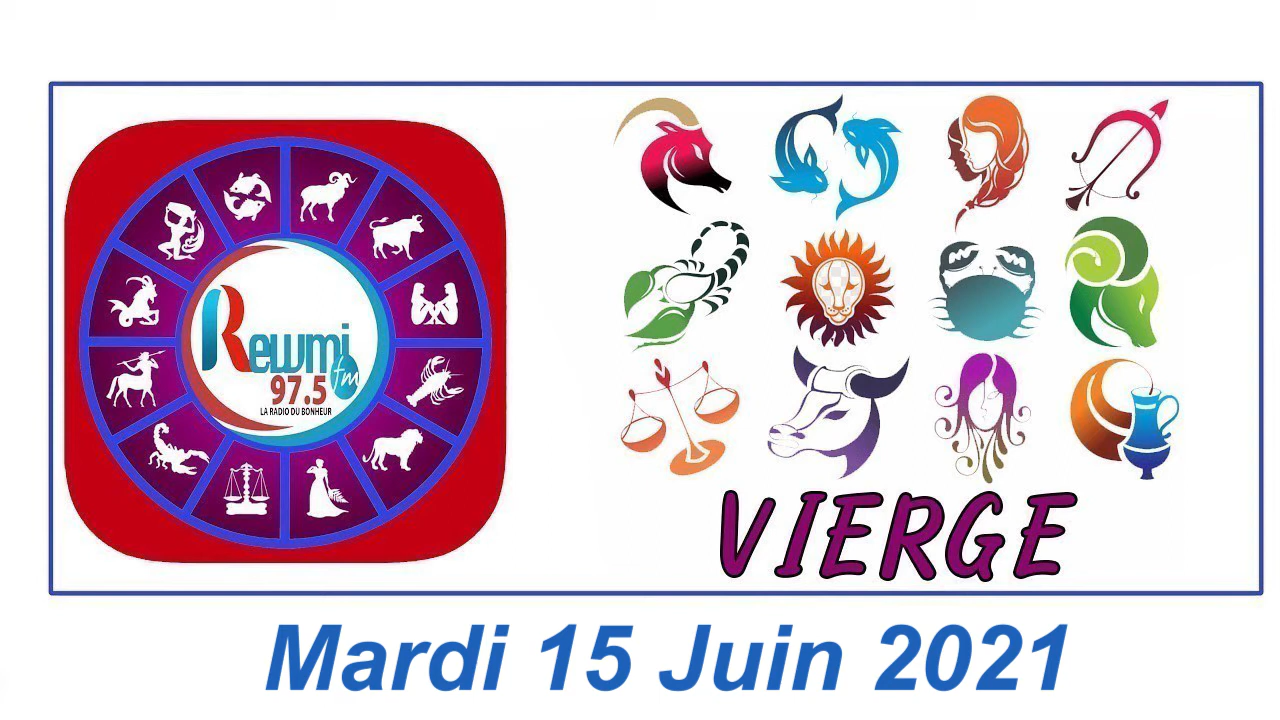 Rewmi
fm
97.5
LA RADIO DU BONHEUR
VIERGE
Mardi 15 Juin 2021